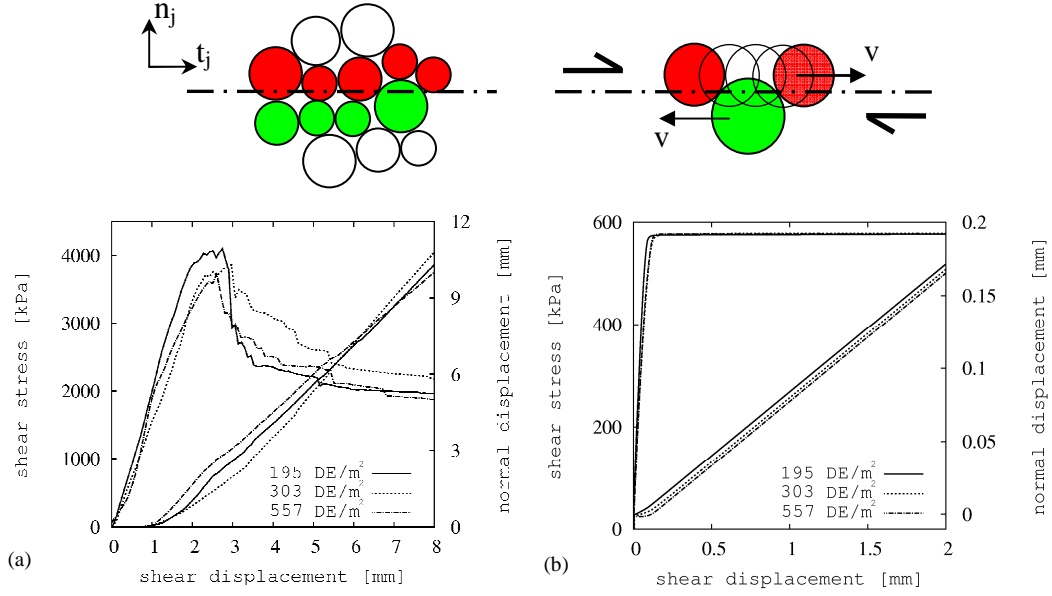 n_j
t_j
v
v
12
9
6
3
0
4000
3000
2000
1000
0
shear stress [kPa]
normal displacement [mm]
195 DE/m²
303 DE/m²
557 DE/m²
0 1 2 3 4 5 6 7 8
shear displacement [mm]
(a)
600
400
200
0
0.2
0.15
0.1
0.05
0
shear stress [kPa]
normal displacement [mm]
195 DE/m²
303 DE/m²
557 DE/m²
0 0.5 1 1.5 2
shear displacement [mm]
(b)